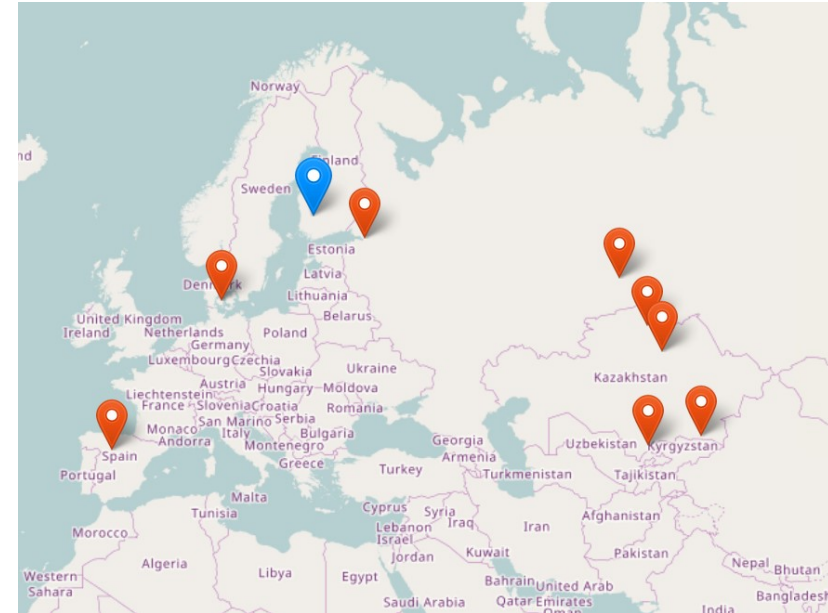 Norway
nd
Finland
Sweden
Estonia
Latvia
Denmark
Lithuania
Belarus
United Kingdom
Ireland
Netherlands
Poland
Germany
Luxembourg
Czechia
Ukraine
Slovakia
Kazakhstan
Austria
Hungary
Moldova
Liechtenstein
France
Slovenia
Croatia
Romania
San Marino
Serbia
Monaco
Italy
Bulgaria
Andorra
Montenegro
Georgia
Uzbekistan
Kyrgyzstan
Spain
Greece
Armenia
Turkey
Turkmenistan
Tajikistan
Portugal
Malta
Tunisia
Cyprus
Syria
Afghanistan
Lebanon
Iraq
Iran
Morocco
Israel
Jordan
Kuwait
Pakistan
Algeria
Libya
Egypt
Nepal
Bhutan
Western
Sahara
Bahrain
United Arab
Emirates
Qatar
Bangladesh
Saudi Arabia
Oman
India